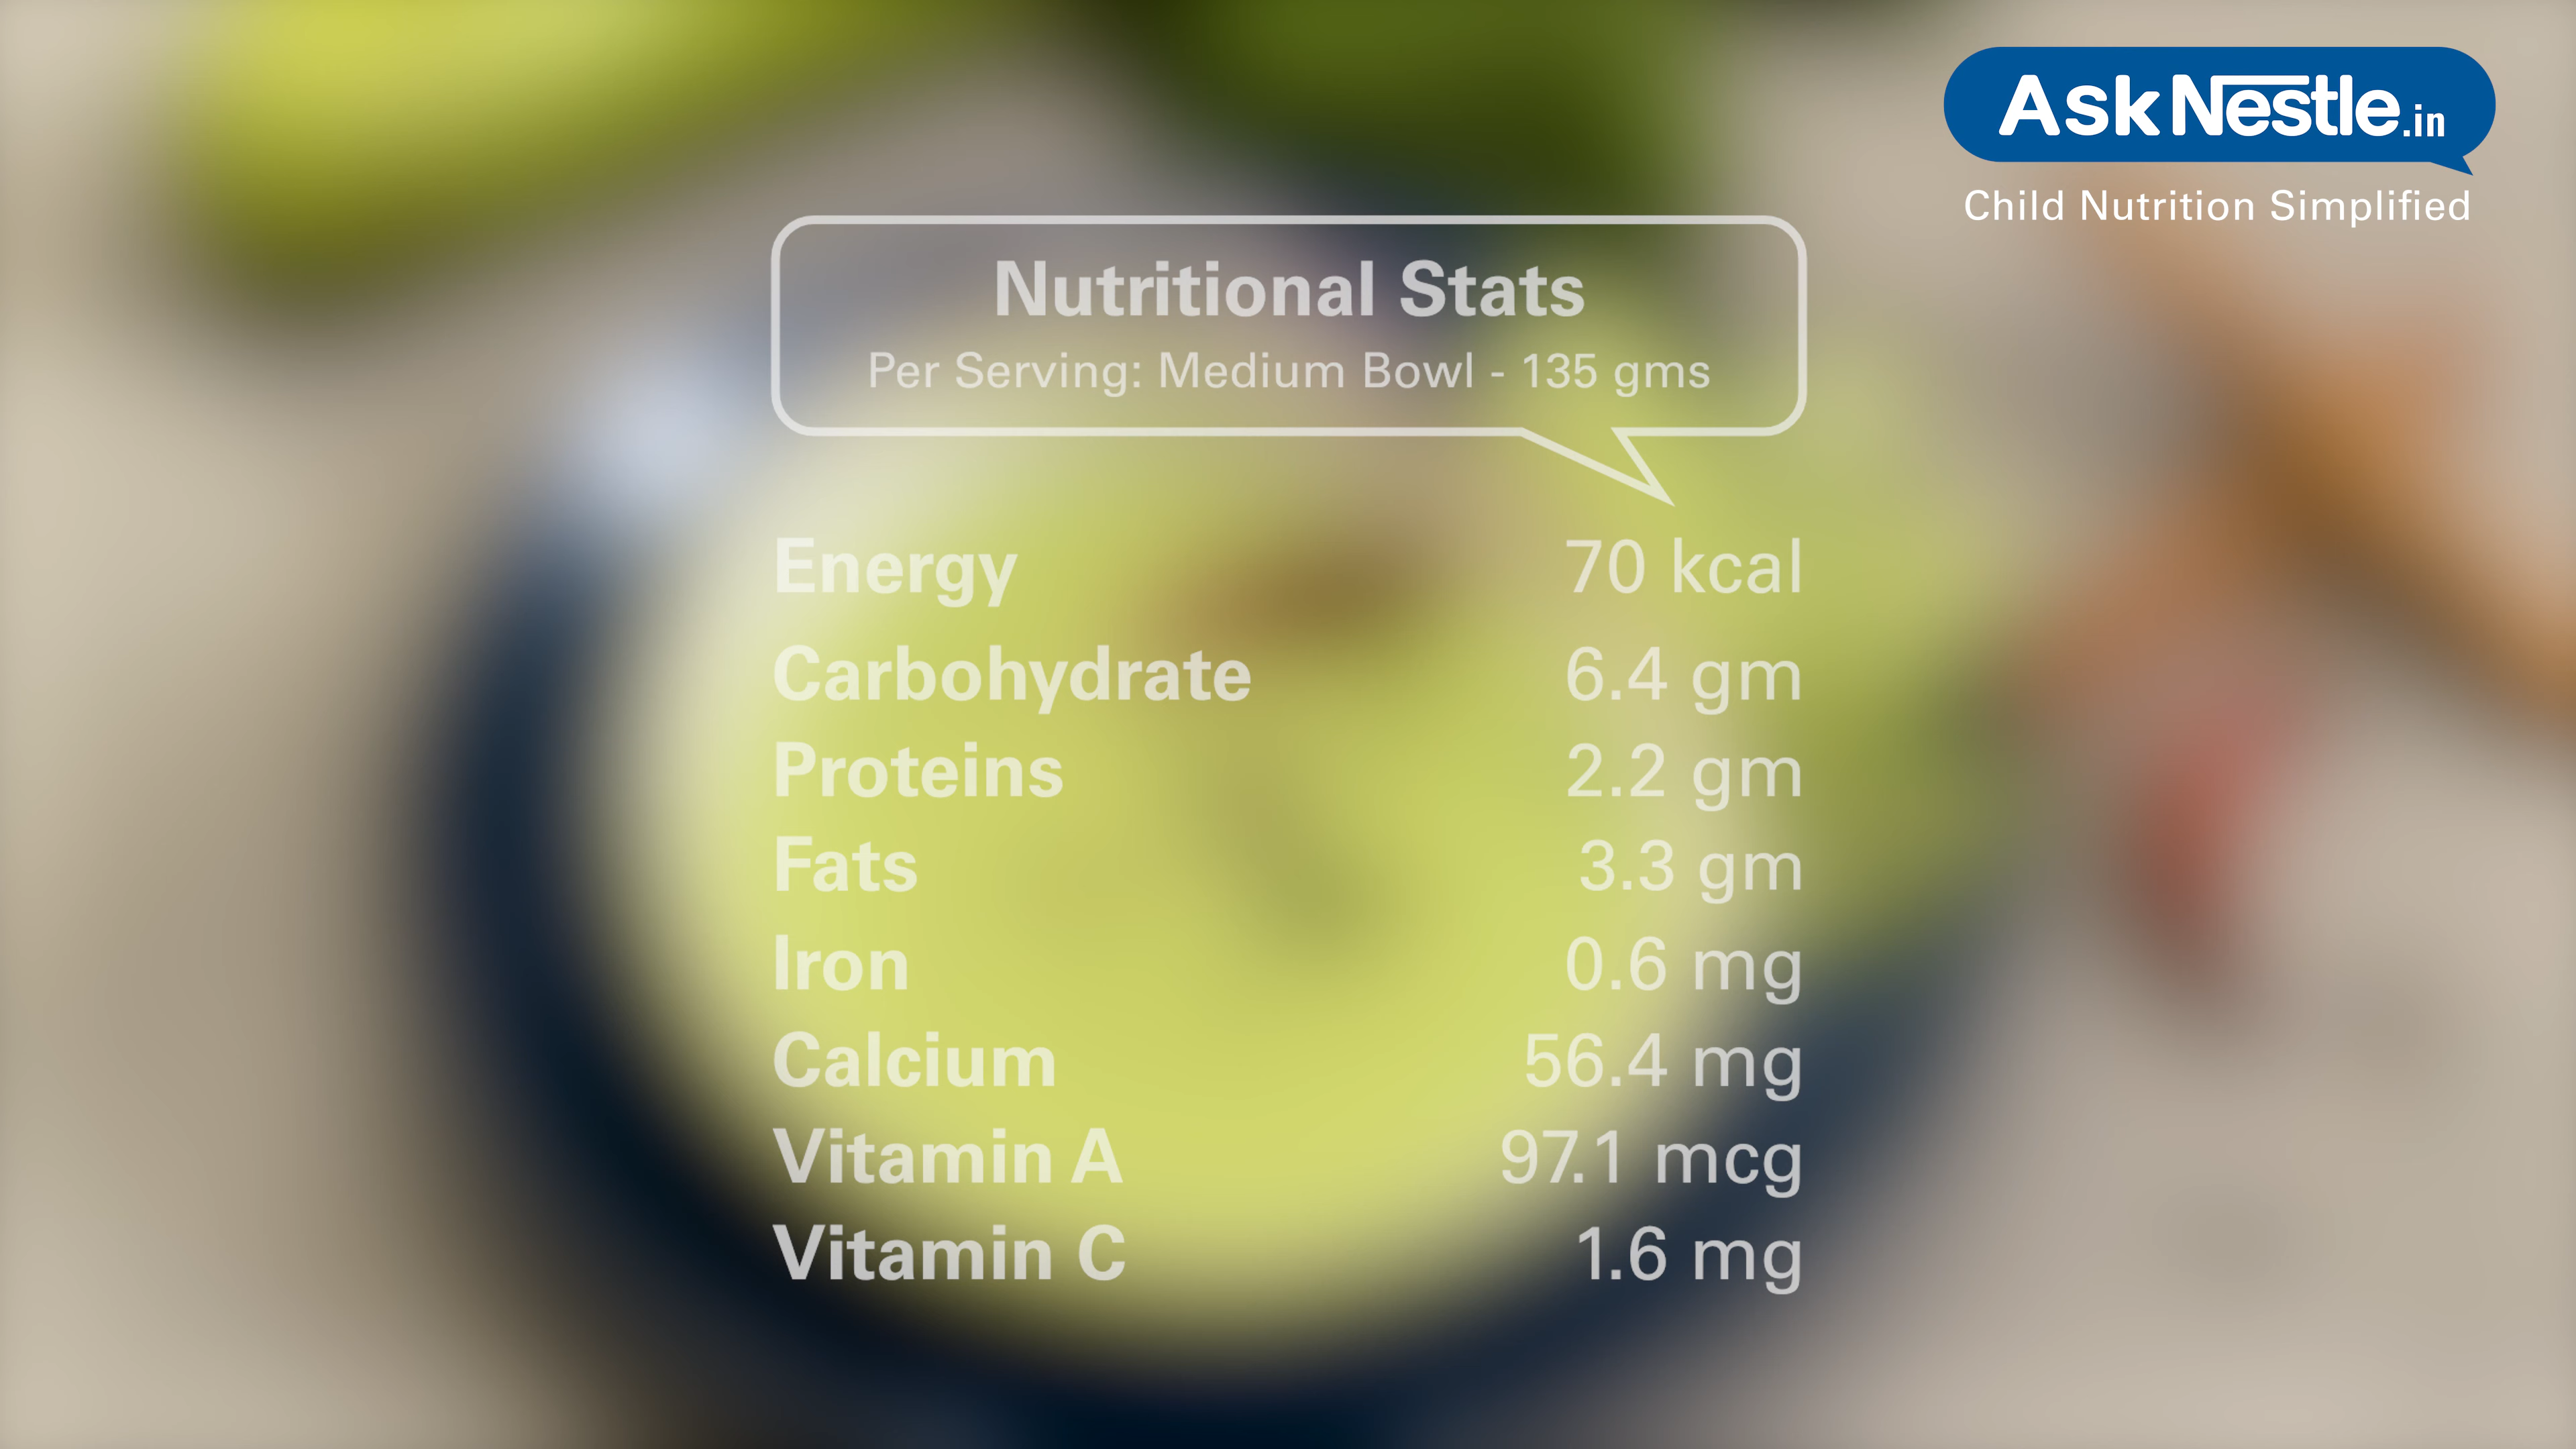 AskNestle.in
Child Nutrition Simplified
Nutritional Stats
Per Serving: Medium Bowl - 135 gms
Energy 70 kcal
Carbohydrate 6.4 gm
Proteins 2.2 gm
Fats 3.3 gm
Iron 0.6 mg
Calcium 56.4 mg
Vitamin A 97.1 mcg
Vitamin C 1.6 mg